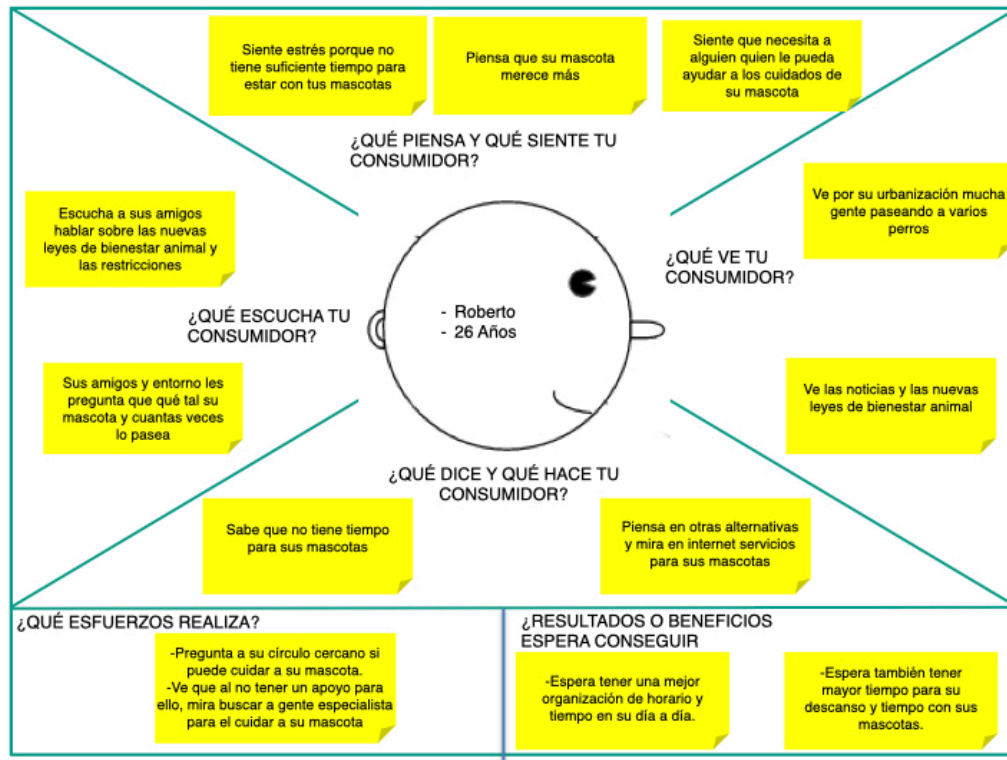 Siente estrés porque no
tiene suficiente tiempo para
estar con tus mascotas
Piensa que su mascota
merece más
Siente que necesita a
alguien quien le pueda
ayudar a los cuidados de
su mascota
¿QUÉ PIENSA Y QUÉ SIENTE TU
CONSUMIDOR?
Escucha a sus amigos
hablar sobre las nuevas
leyes de bienestar animal y
las restricciones
Ve por su urbanización mucha
gente paseando a varios
perros
¿QUÉ VE TU
CONSUMIDOR?
¿QUÉ ESCUCHA TU
CONSUMIDOR?
- Roberto
- 26 Años
Sus amigos y entorno les
pregunta que qué tal su
mascota y cuantas veces
lo pasea
Ve las noticias y las nuevas
leyes de bienestar animal
¿QUÉ DICE Y QUÉ HACE TU
CONSUMIDOR?
Sabe que no tiene tiempo
para sus mascotas
Piensa en otras alternativas
y mira en internet servicios
para sus mascotas
¿QUÉ ESFUERZOS REALIZA?
-Pregunta a su círculo cercano si
puede cuidar a su mascota.
-Ve que al no tener un apoyo para
ello, mira buscar a gente especialista
para el cuidar a su mascota
¿RESULTADOS O BENEFICIOS
ESPERA CONSEGUIR
-Espera tener una mejor
organización de horario y
tiempo en su día a día.
-Espera también tener
mayor tiempo para su
descanso y tiempo con sus
mascotas.